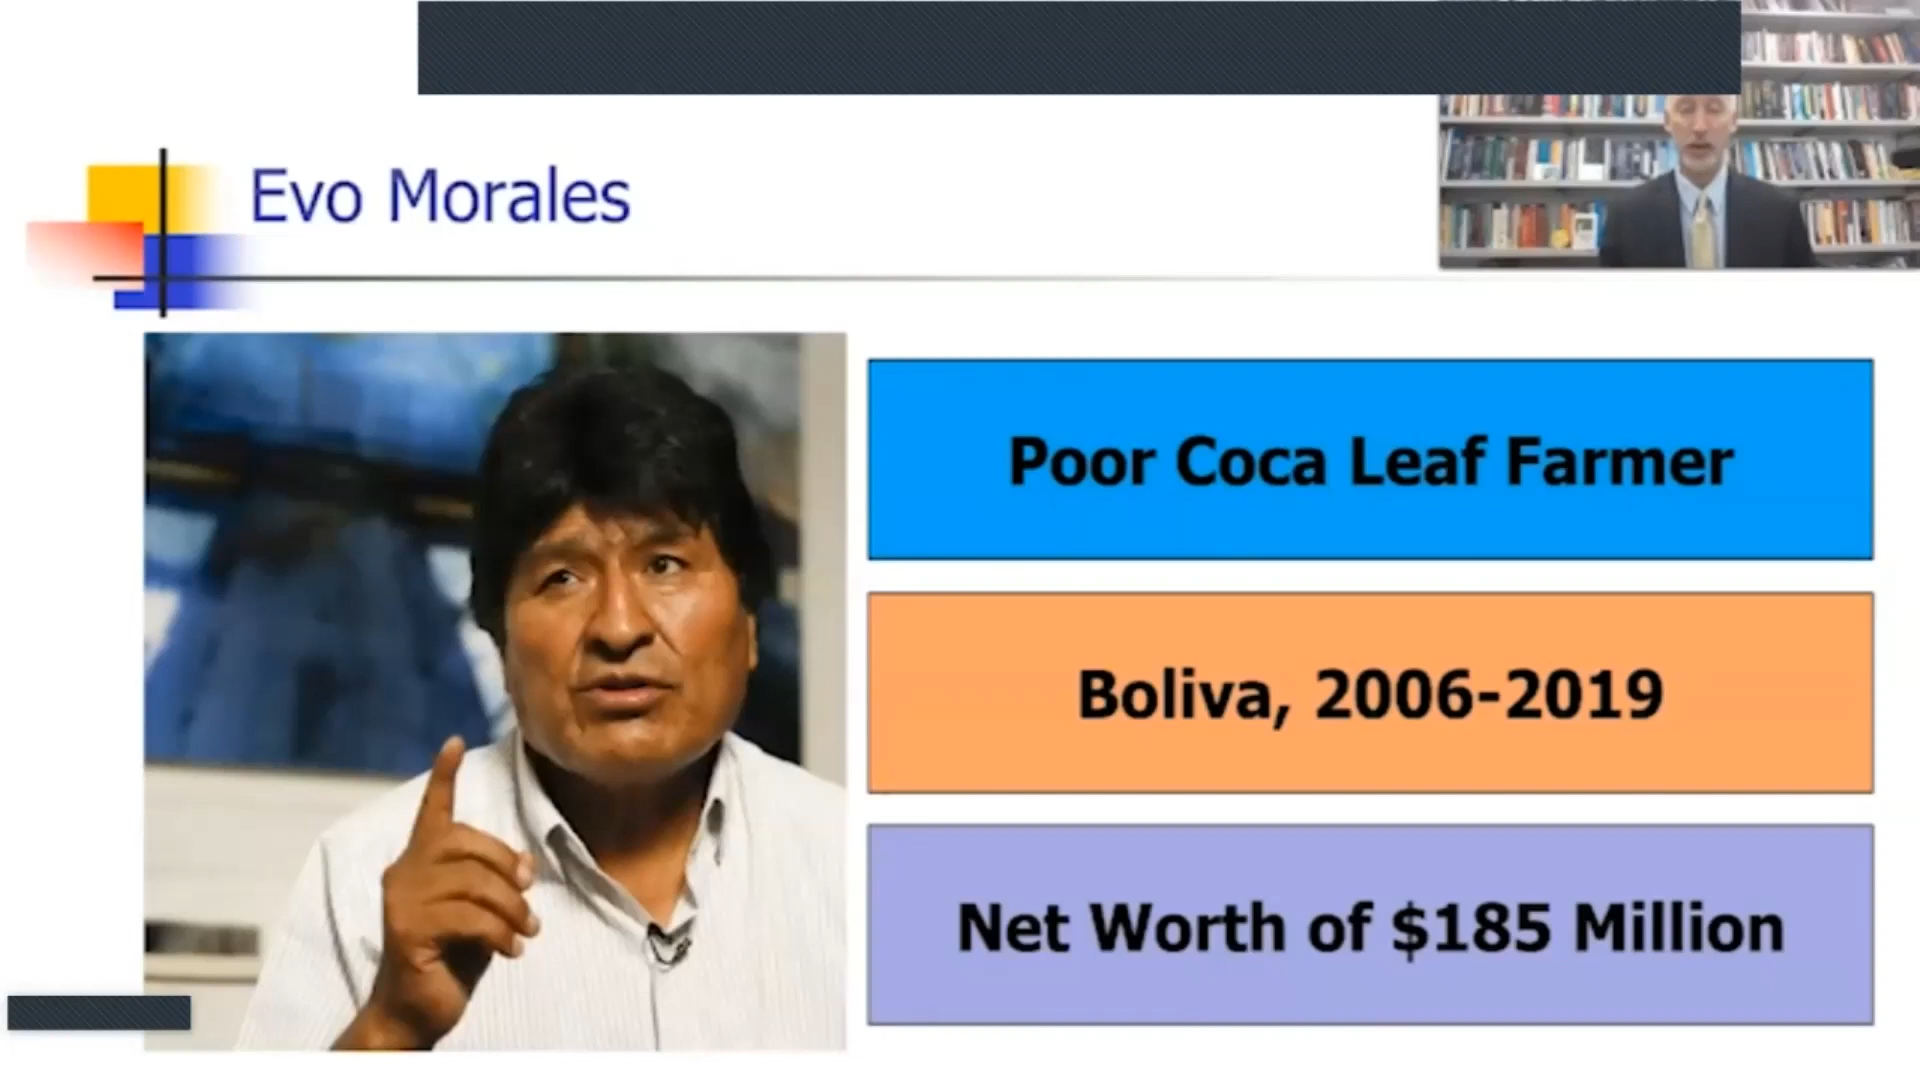 Evo Morales
Poor Coca Leaf Farmer
Boliva, 2006-2019
Net Worth of $185 Million